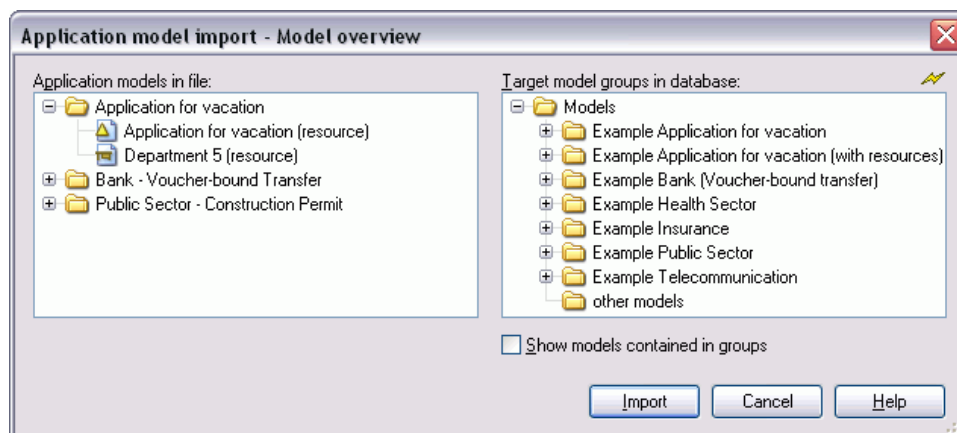 Application model import - Model overview
Application models in file:
Application for vacation
Application for vacation (resource)
Department 5 (resource)
Bank - Voucher-bound Transfer
Public Sector - Construction Permit
Target model groups in database:
Models
Example Application for vacation
Example Application for vacation (with resources)
Example Bank (Voucher-bound transfer)
Example Health Sector
Example Insurance
Example Public Sector
Example Telecommunication
other models
Show models contained in groups
Import Cancel Help